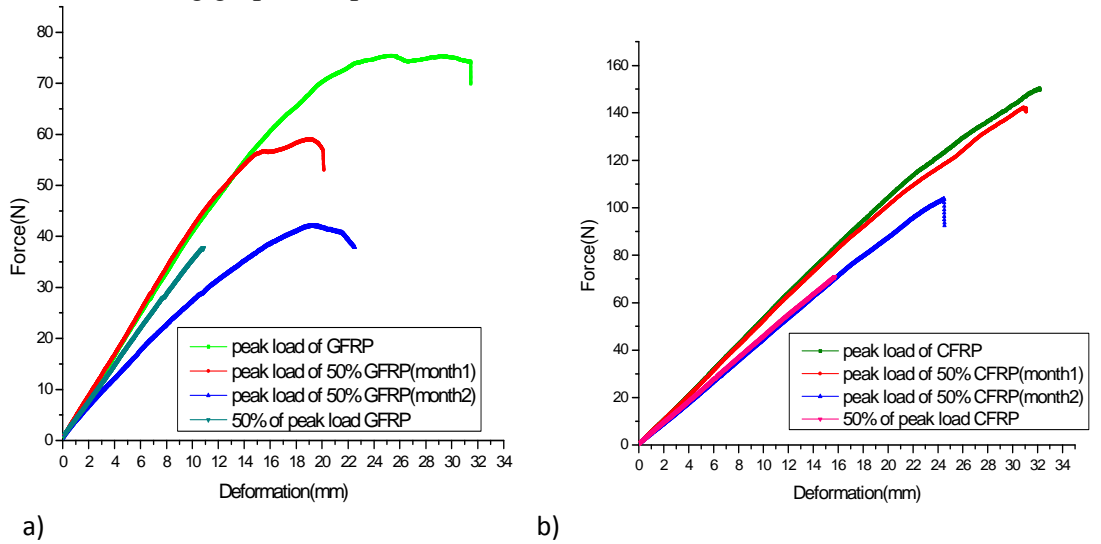 80
70
60
50
40
30
20
10
0
Force(N)
0 2 4 6 8 10 12 14 16 18 20 22 24 26 28 30 32 34
Deformation(mm)
peak load of GFRP
peak load of 50% GFRP(month1)
peak load of 50% GFRP(month2)
50% of peak load GFRP
a)
160
140
120
100
80
60
40
20
0
Force(N)
0 2 4 6 8 10 12 14 16 18 20 22 24 26 28 30 32 34
Deformation(mm)
peak load of CFRP
peak load of 50% CFRP(month1)
peak load of 50% CFRP(month2)
50% of peak load CFRP
b)